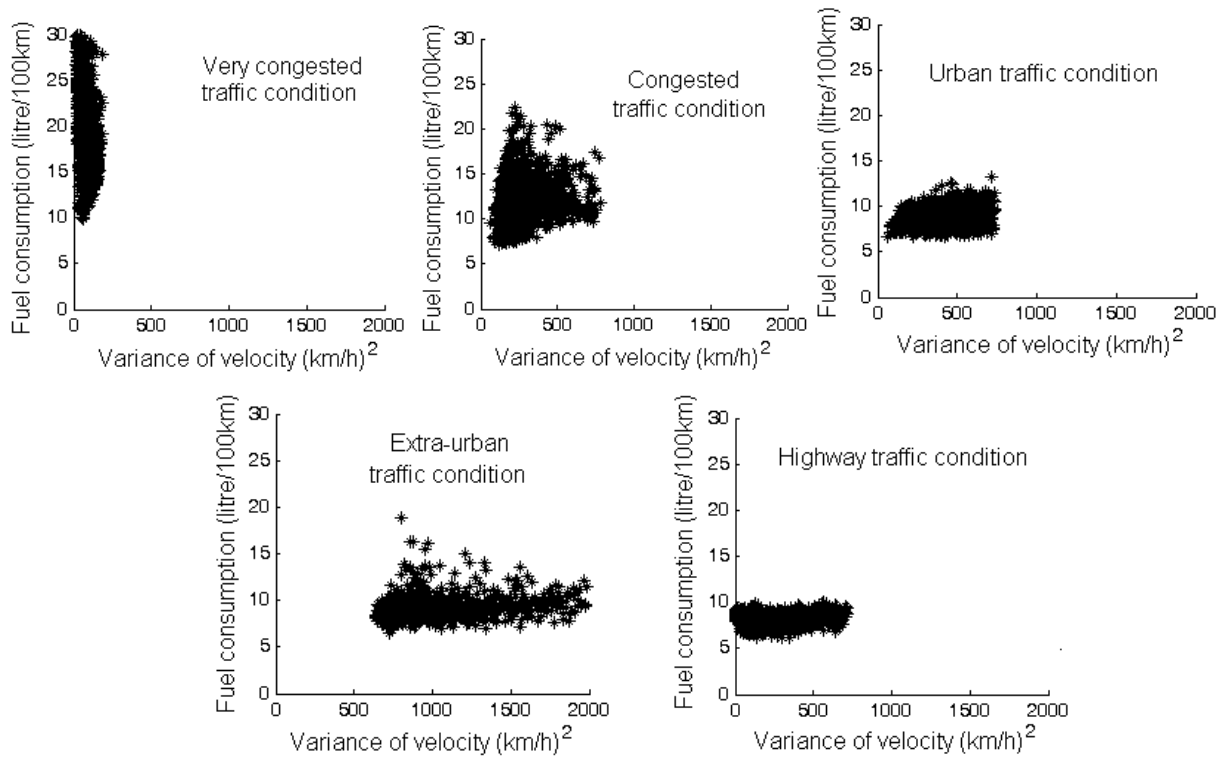 Fuel consumption (litre/100km)
30
25
20
15
10
5
0
Very congested
traffic condition
0 500 1000 1500 2000
Variance of velocity (km/h)2
Fuel consumption (litre/100km)
30
25
20
15
10
5
0
Congested
traffic condition
0 500 1000 1500 2000
Variance of velocity (km/h)2
Fuel consumption (litre/100km)
30
25
20
15
10
5
0
Urban traffic condition
0 500 1000 1500 2000
Variance of velocity (km/h)2
Fuel consumption (litre/100km)
30
25
20
15
10
5
0
Extra-urban
traffic condition
0 500 1000 1500 2000
Variance of velocity (km/h)2
Fuel consumption (litre/100km)
30
25
20
15
10
5
0
Highway traffic condition
0 500 1000 1500 2000
Variance of velocity (km/h)2